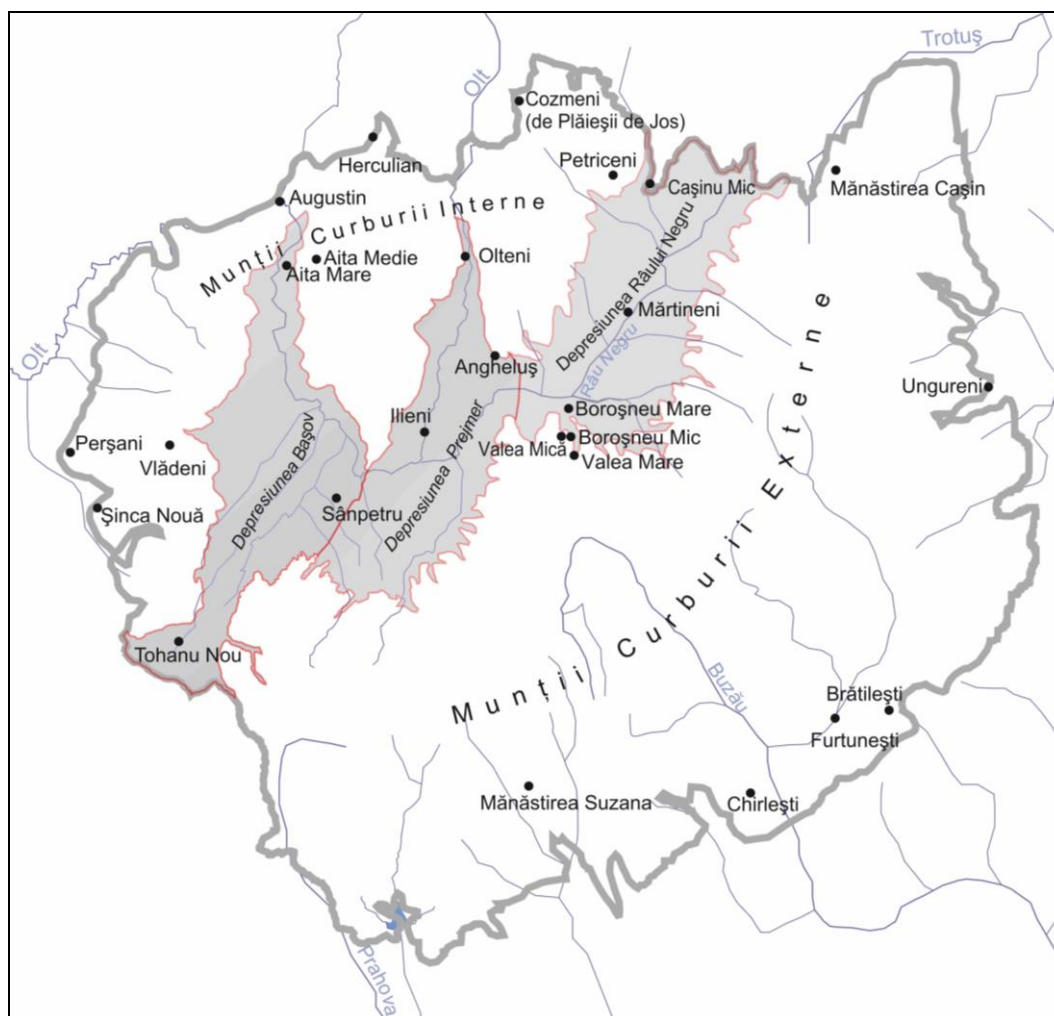 Trotuş
Olt
Cozmeni
(de Plăieşii de Jos)
Herculian
Petriceni
Caşinu Mic
Mănăstirea Caşin
Augustin
Munţii Curburii Interne
Aita Medie
Aita Mare
Olteni
Depresiunea Râului Negru
Mărtineni
Olt
Angheluş
Râu Negru
Ungureni
Perşani
Vlădeni
Ilieni
Boroşneu Mare
Valea Mică
Boroşneu Mic
Valea Mare
Depresiunea Başov
Depresiunea Prejmer
Şinca Nouă
Sânpetru
Munţii Curburii Externe
Tohanu Nou
Buzău
Brătileşti
Furtuneşti
Mănăstirea Suzana
Chirleşti
Prahova